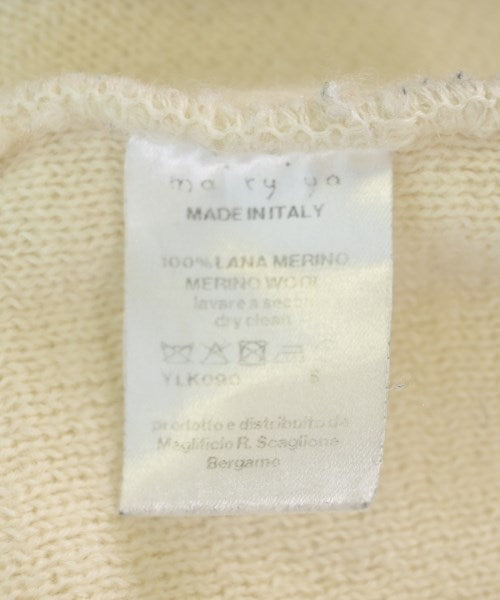 ma'ry'ya
MADE IN ITALY
100% LANA MERINO
MERINO WOOL
lavare a secco
dry clean
YLK090 S
prodotto e distribuito da
Maglificio R. Scaglione
Bergamo